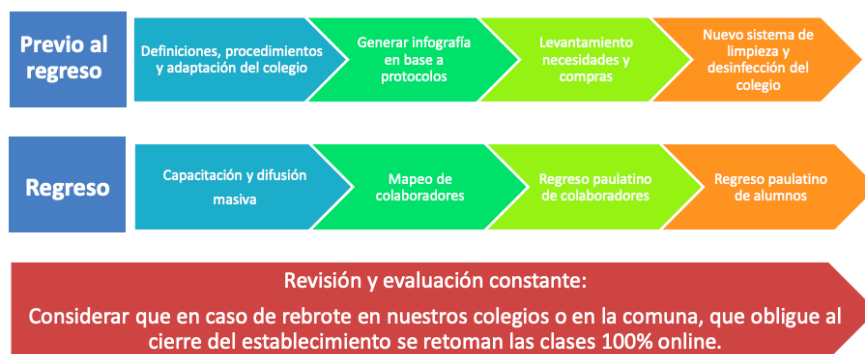 Previo al
regreso
Definiciones, procedimientos
y adaptación del colegio
Generar infografía
en base a
protocolos
Levantamiento
necesidades y
compras
Nuevo sistema de
limpieza y
desinfección del
colegio
Regreso
Capacitación y difusión
masiva
Mapeo de
colaboradores
Regreso paulatino
de colaboradores
Regreso paulatino
de alumnos
Revisión y evaluación constante:
Considerar que en caso de rebrote en nuestros colegios o en la comuna, que obligue al
cierre del establecimiento se retoman las clases 100% online.